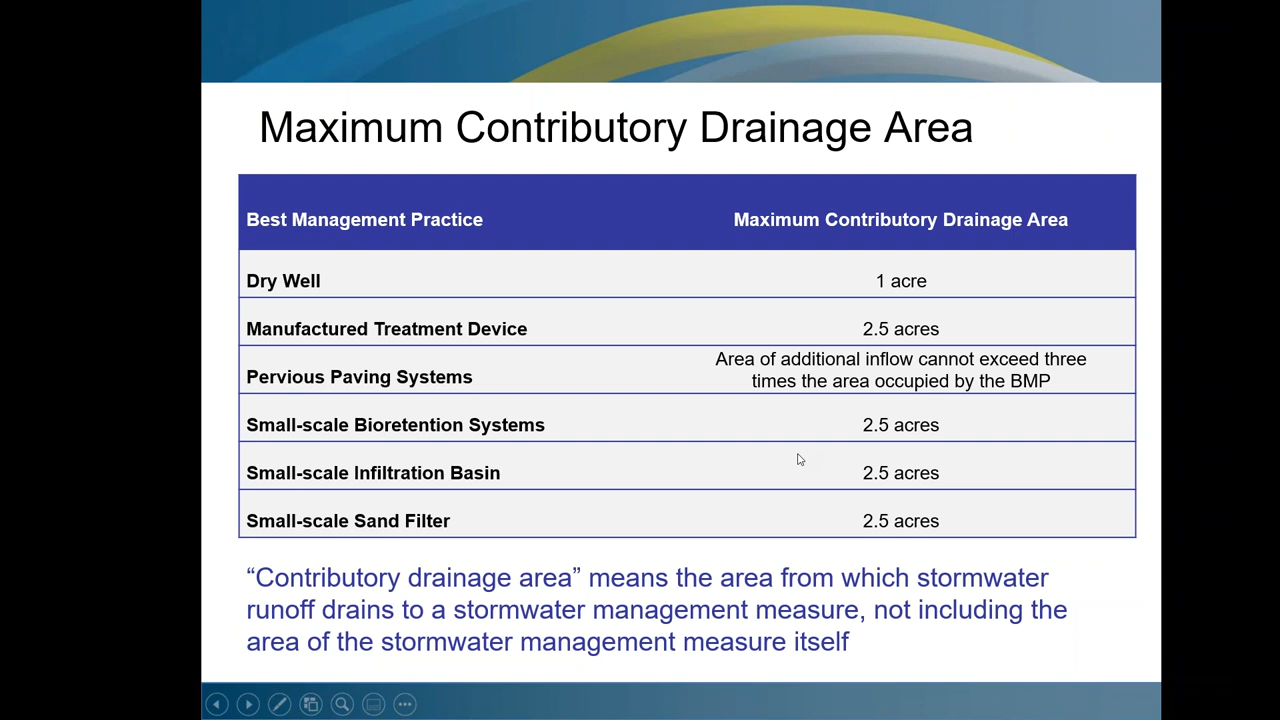 Maximum Contributory Drainage Area
Best Management Practice
Maximum Contributory Drainage Area
Dry Well
1 acre
Manufactured Treatment Device
2.5 acres
Pervious Paving Systems
Area of additional inflow cannot exceed three
times the area occupied by the BMP
Small-scale Bioretention Systems
2.5 acres
Small-scale Infiltration Basin
2.5 acres
Small-scale Sand Filter
2.5 acres
“Contributory drainage area” means the area from which stormwater
runoff drains to a stormwater management measure, not including the
area of the stormwater management measure itself